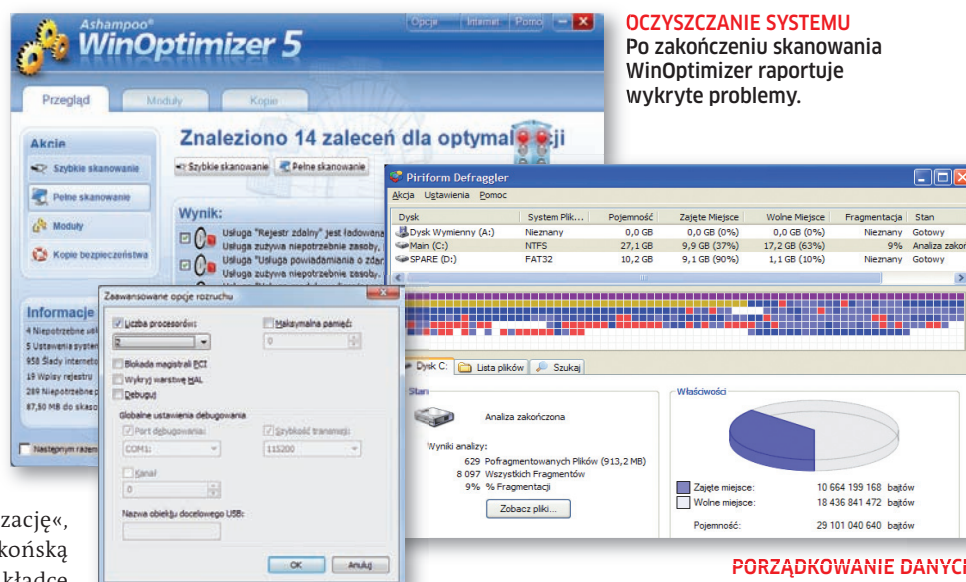 Ashampoo®
WinOptimizer 5
Opcje Internet Pomoc
Przegląd Moduły Kopie
Akcje
Szybkie skanowanie
Pełne skanowanie
Moduły
Kopie bezpieczeństwa
Znaleziono 14 zaleceń dla optymal cji
Szybkie skanowanie Pełne skanowanie
Wynik:
Usługa "Rejestr zdalny" jest ładowana
Usługa zużywa niepotrzebnie zasoby,
Usługa "Usługa powiadamiania o zdar
Usługa zużywa niepotrzebnie zasoby,
Informacje
4 Niepotrzebne usł
5 Ustawienia system
958 Ślady interneto
19 Wpisy rejestru
289 Niepotrzebne p
87,50 MB do skaso
Następnym razem
OCZYSZCZANIE SYSTEMU
Po zakończeniu skanowania
WinOptimizer raportuje
wykryte problemy.
Piriform Defraggler
Akcja Ustawienia Pomoc
Dysk System Plik... Pojemność Zajęte Miejsce Wolne Miejsce Fragmentacja Stan
Dysk Wymienny (A:) Nieznany 0,0 GB 0,0 GB (0%) 0,0 GB (0%) Nieznany Gotowy
Main (C:) NTFS 27,1 GB 9,9 GB (37%) 17,2 GB (63%) 9% Analiza zakoń
SPARE (D:) FAT32 10,2 GB 9,1 GB (90%) 1,1 GB (10%) Nieznany Gotowy
Dysk C: Lista plików Szukaj
Stan
Analiza zakończona
Wyniki analizy:
629 Pofragmentowanych Plików (913,2 MB)
8 097 Wszystkich Fragmentów
9% % Fragmentacji
Zobacz pliki...
Właściwości
Zajęte miejsce: 10 664 199 168 bajtów
Wolne miejsce: 18 436 841 472 bajtów
Pojemność: 29 101 040 640 bajtów
Zaawansowane opcje rozruchu
Liczba procesorów: Maksymalna pamięć:
2 0
Blokada magistrali PCI
Wykryj warstwę HAL
Debuguj
Globalne ustawienia debugowania
Port debugowania: Szybkość transmisji:
COM1: 115200
Kanał
0
Nazwa obiektu docelowego USB:
OK Anuluj
zację«,
końską
kładce
PORZĄDKOWANIE DANYCH